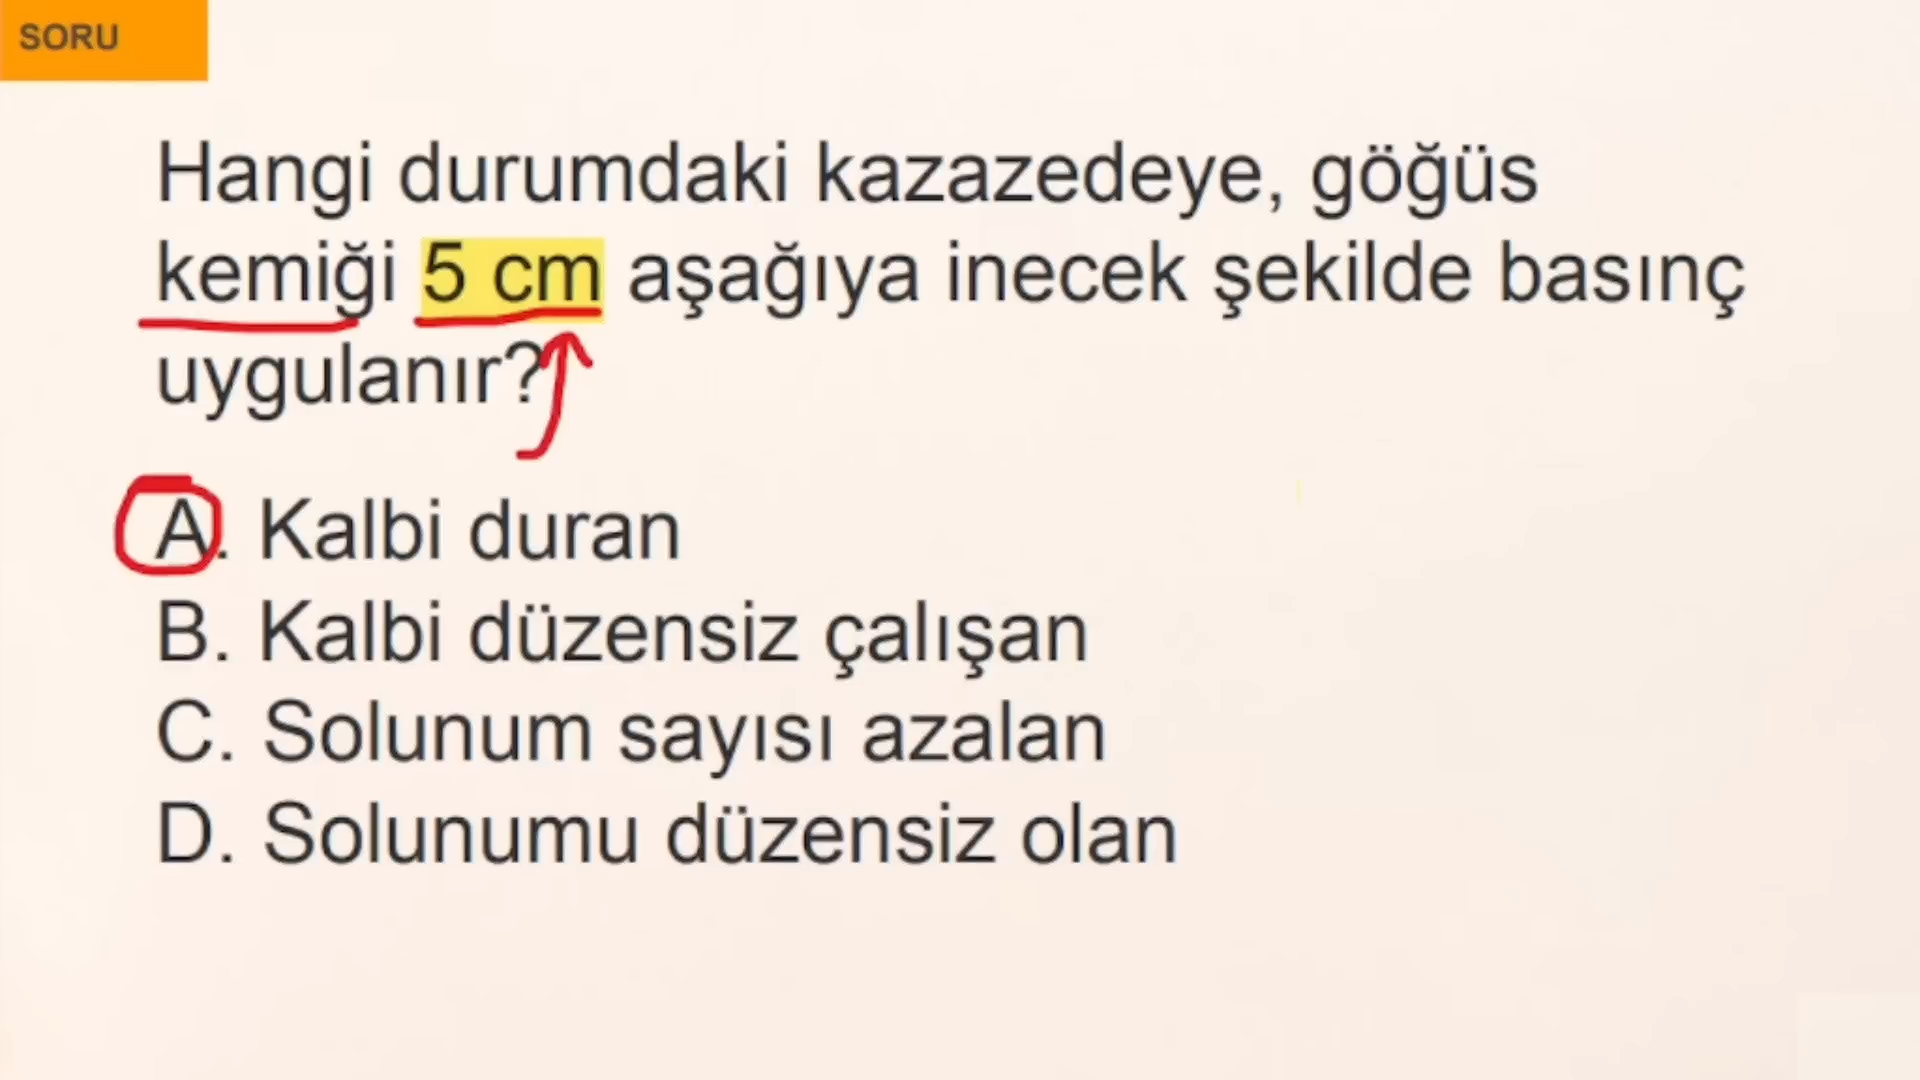 SORU
Hangi durumdaki kazazedeye, göğüs
kemiği 5 cm aşağıya inecek şekilde basınç
uygulanır?
A. Kalbi duran
B. Kalbi düzensiz çalışan
C. Solunum sayısı azalan
D. Solunumu düzensiz olan